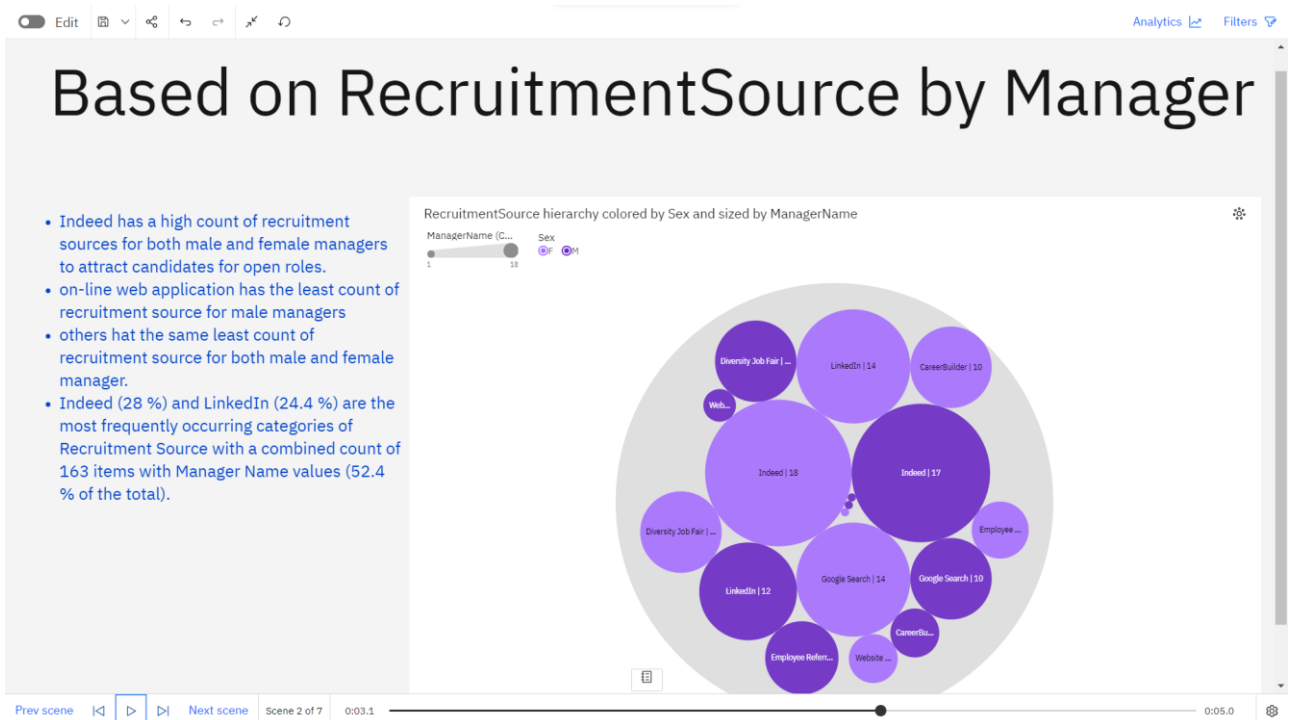 Edit
Analytics
Filters
Based on RecruitmentSource by Manager
• Indeed has a high count of recruitment
sources for both male and female managers
to attract candidates for open roles.
• on-line web application has the least count of
recruitment source for male managers
• others hat the same least count of
recruitment source for both male and female
manager.
• Indeed (28 %) and LinkedIn (24.4 %) are the
most frequently occurring categories of
Recruitment Source with a combined count of
163 items with Manager Name values (52.4
% of the total).
RecruitmentSource hierarchy colored by Sex and sized by ManagerName
ManagerName (C...
1
18
Sex
F
M
Diversity Job Fair | ...
LinkedIn | 14
CareerBuilder | 10
Web...
Indeed | 18
Indeed | 17
Diversity Job Fair | ...
Employee ...
LinkedIn | 12
Google Search | 14
Google Search | 10
CareerBu...
Employee Referr...
Website ...
Prev scene
Next scene
Scene 2 of 7
0:03.1
0:05.0